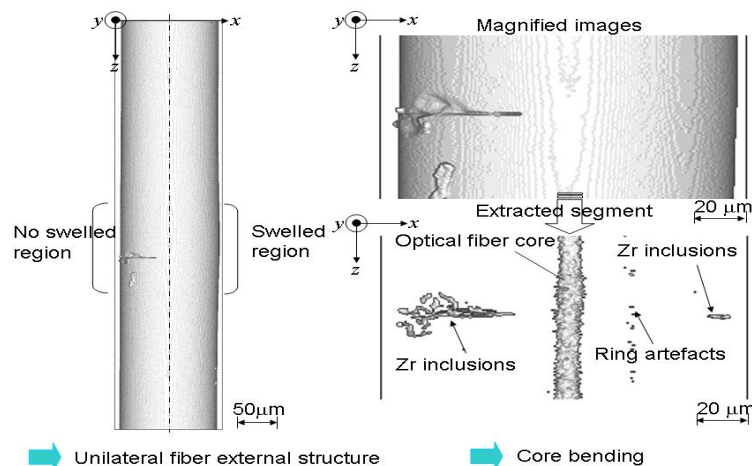 y x
z
No swelled
region
Swelled
region
50μm
Unilateral fiber external structure
y x
z
Magnified images
20 μm
Extracted segment
y x
z
Optical fiber core
Zr inclusions
Zr inclusions
Ring artefacts
20 μm
Core bending